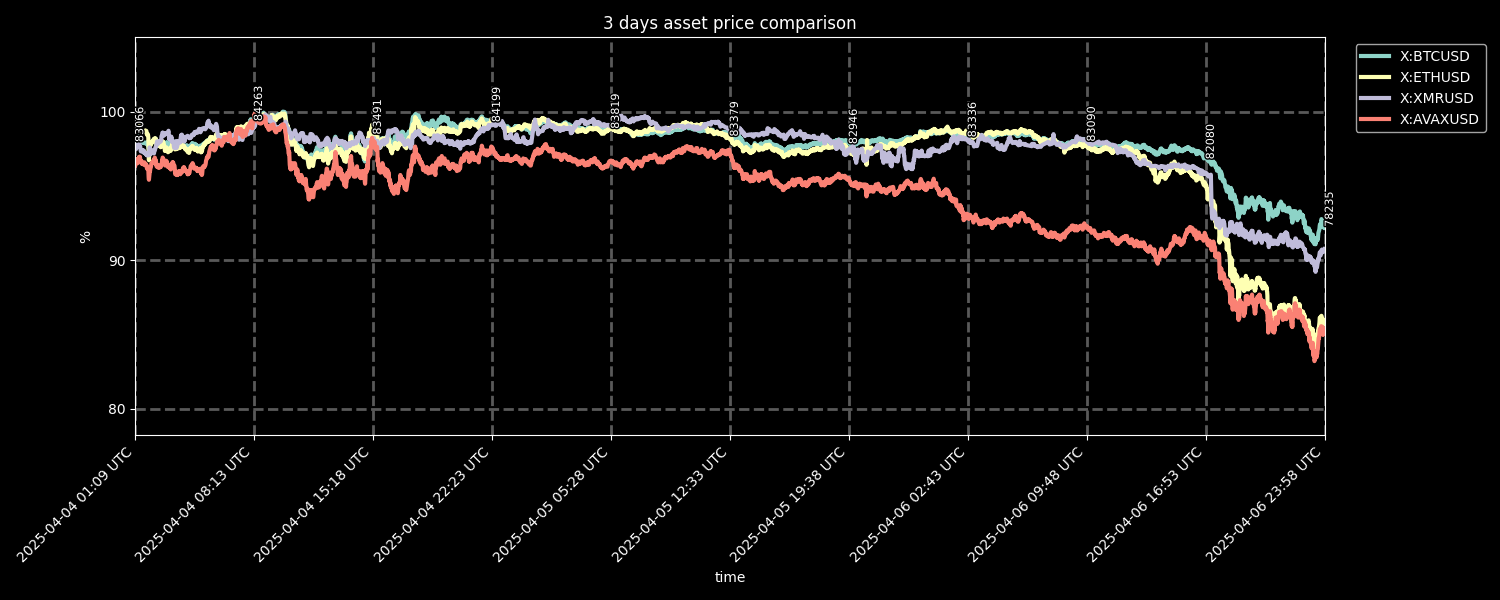 3 days asset price comparison
X:BTCUSD
X:ETHUSD
X:XMRUSD
X:AVAXUSD
%
100
90
80
83066
84263
83491
84199
83819
83379
82946
83336
83090
82080
78235
2025-04-04 01:09 UTC
2025-04-04 08:13 UTC
2025-04-04 15:18 UTC
2025-04-04 22:23 UTC
2025-04-05 05:28 UTC
2025-04-05 12:33 UTC
2025-04-05 19:38 UTC
2025-04-06 02:43 UTC
2025-04-06 09:48 UTC
2025-04-06 16:53 UTC
2025-04-06 23:58 UTC
time